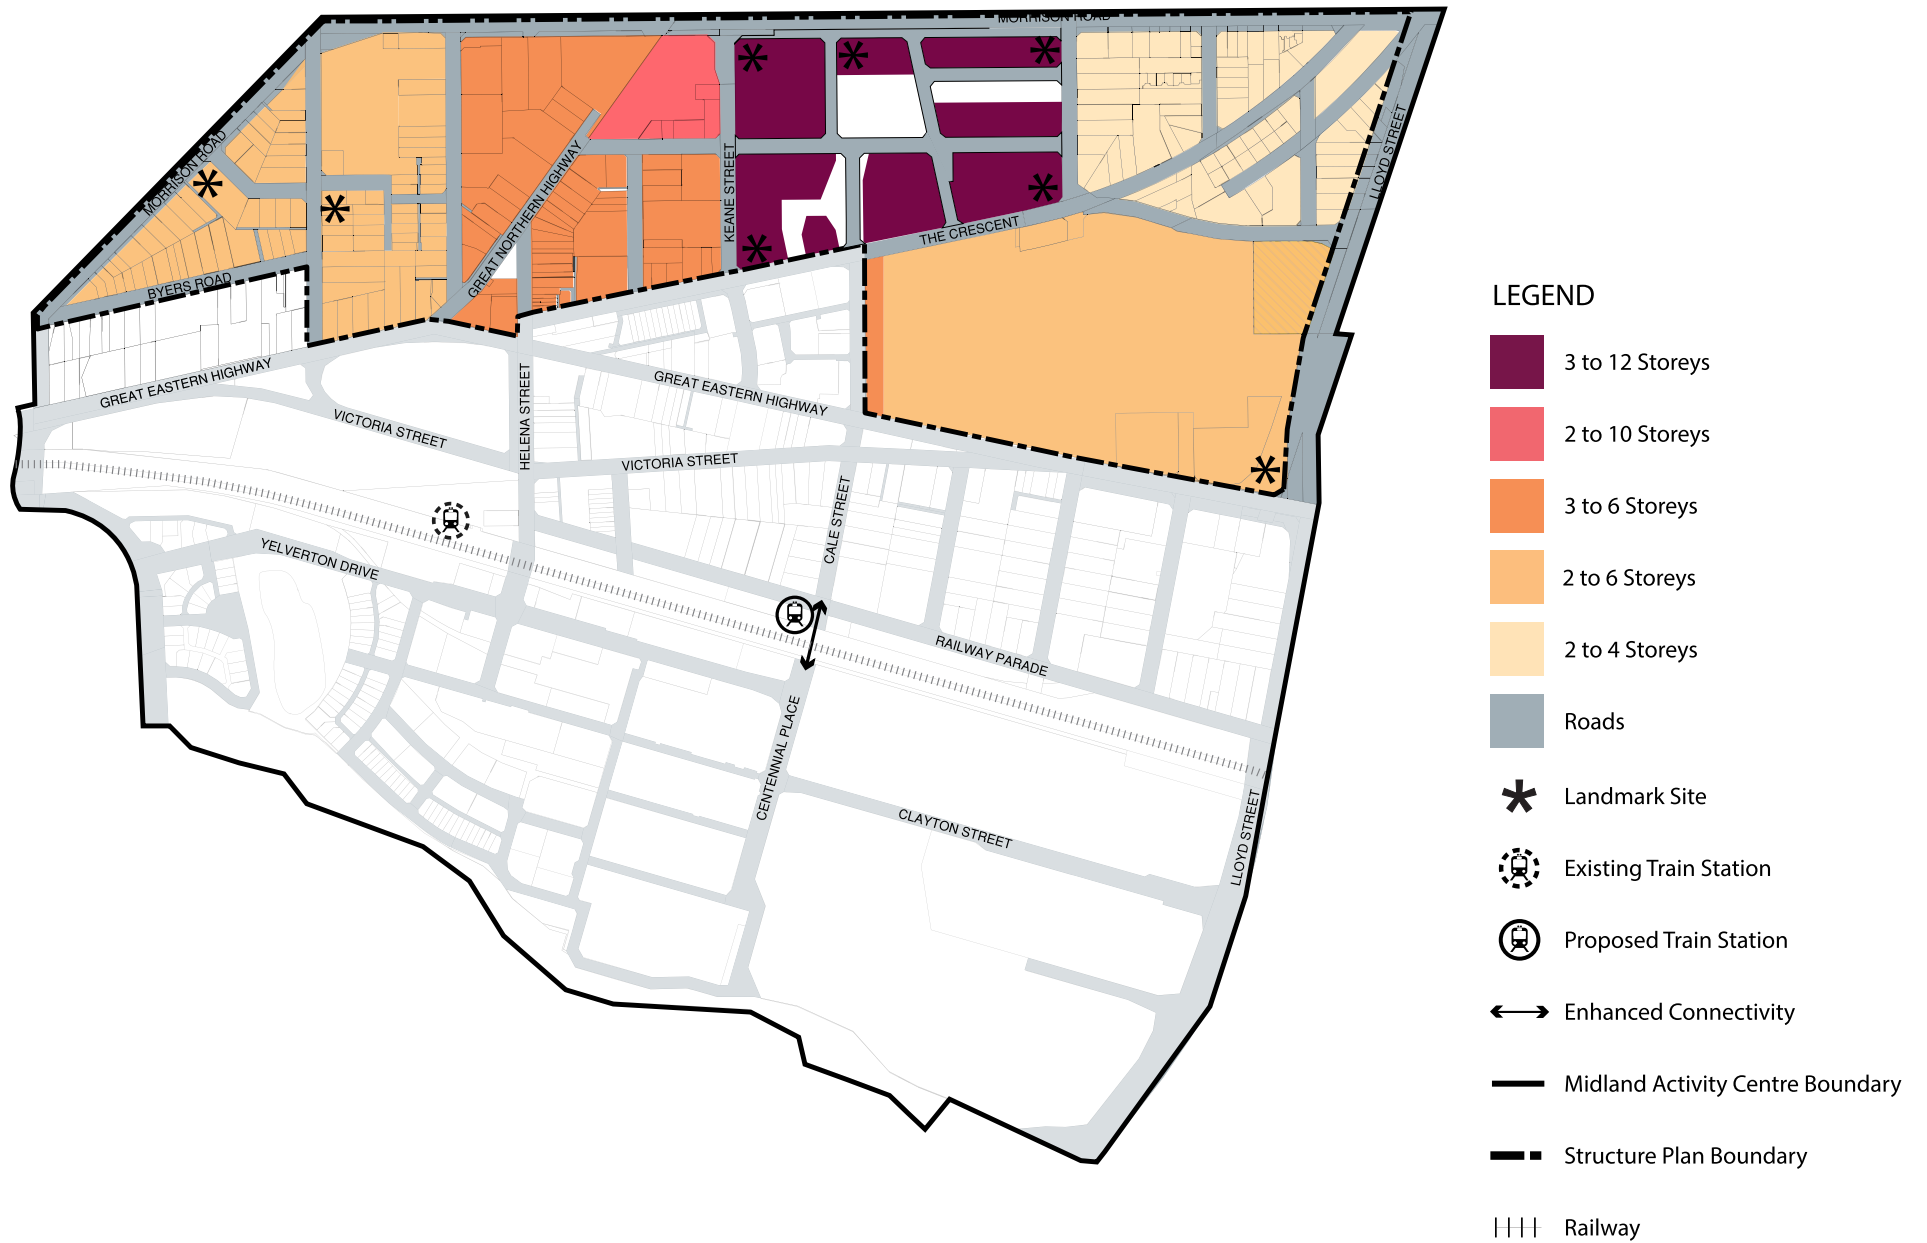 MORRISON ROAD
MORRISON ROAD
LLOYD STREET
KEANE STREET
GREAT NORTHERN HIGHWAY
THE CRESCENT
BYERS ROAD
GREAT EASTERN HIGHWAY
GREAT EASTERN HIGHWAY
VICTORIA STREET
HELENA STREET
VICTORIA STREET
CALE STREET
YELVERTON DRIVE
RAILWAY PARADE
CENTENNIAL PLACE
CLAYTON STREET
LLOYD STREET
LEGEND
3 to 12 Storeys
2 to 10 Storeys
3 to 6 Storeys
2 to 6 Storeys
2 to 4 Storeys
Roads
Landmark Site
Existing Train Station
Proposed Train Station
Enhanced Connectivity
Midland Activity Centre Boundary
Structure Plan Boundary
Railway